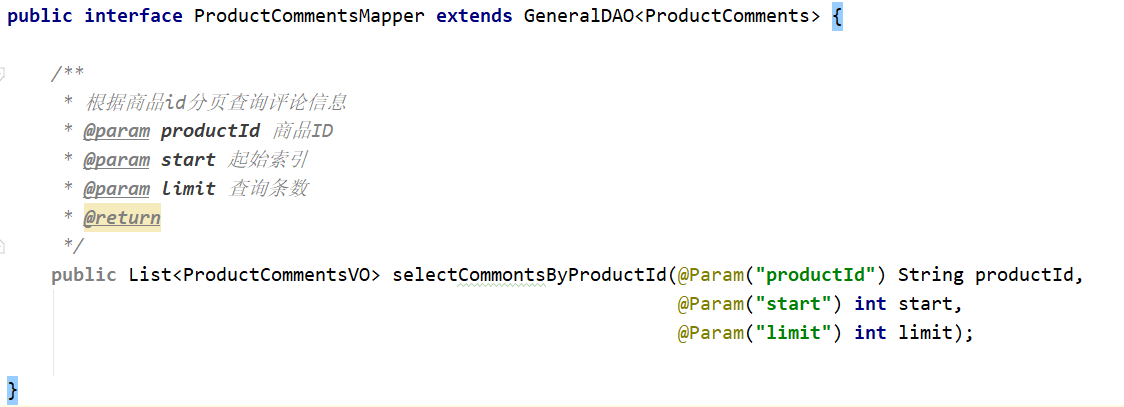 public interface ProductCommentsMapper extends GeneralDAO<ProductComments> {
/**
* 根据商品id分页查询评论信息
* @param productId 商品ID
* @param start 起始索引
* @param limit 查询条数
* @return
*/
public List<ProductCommentsVO> selectCommontsByProductId(@Param("productId") String productId,
@Param("start") int start,
@Param("limit") int limit);
}